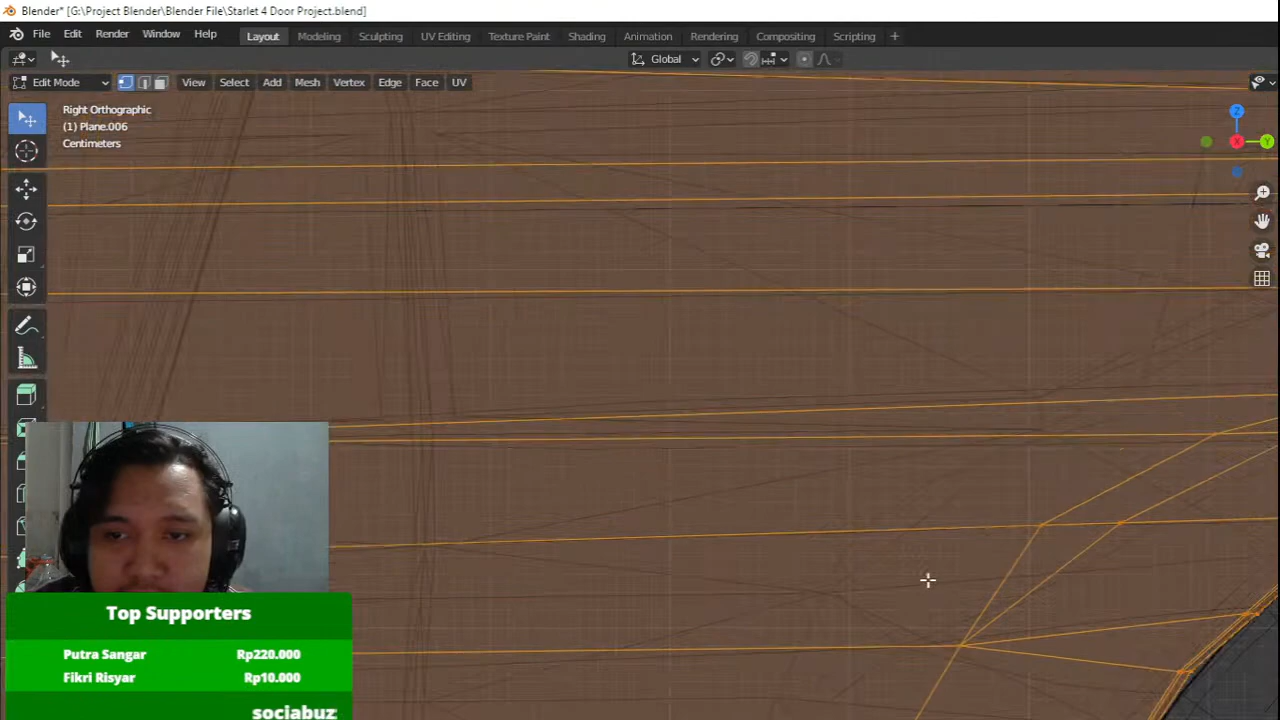 Blender* [G:\Project Blender\Blender File\Starlet 4 Door Project.blend]
File Edit Render Window Help Layout Modeling Sculpting UV Editing Texture Paint Shading Animation Rendering Compositing Scripting +
Global
Edit Mode View Select Add Mesh Vertex Edge Face UV
Right Orthographic
(1) Plane.006
Centimeters
Z
X
Y
Top Supporters
Putra Sangar Rp220.000
Fikri Risyar Rp10.000
sociabuz